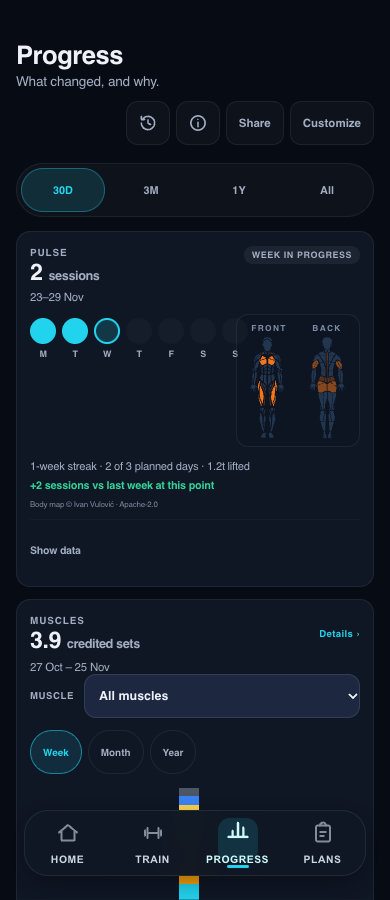 Progress
What changed, and why.
Share
Customize
30D
3M
1Y
All
PULSE
WEEK IN PROGRESS
2 sessions
23–29 Nov
M T W T F S S
FRONT BACK
1-week streak · 2 of 3 planned days · 1.2t lifted
+2 sessions vs last week at this point
Body map © Ivan Vulović · Apache-2.0
Show data
MUSCLES
3.9 credited sets
Details ›
27 Oct – 25 Nov
MUSCLE
All muscles
Week
Month
Year
HOME
TRAIN
PROGRESS
PLANS